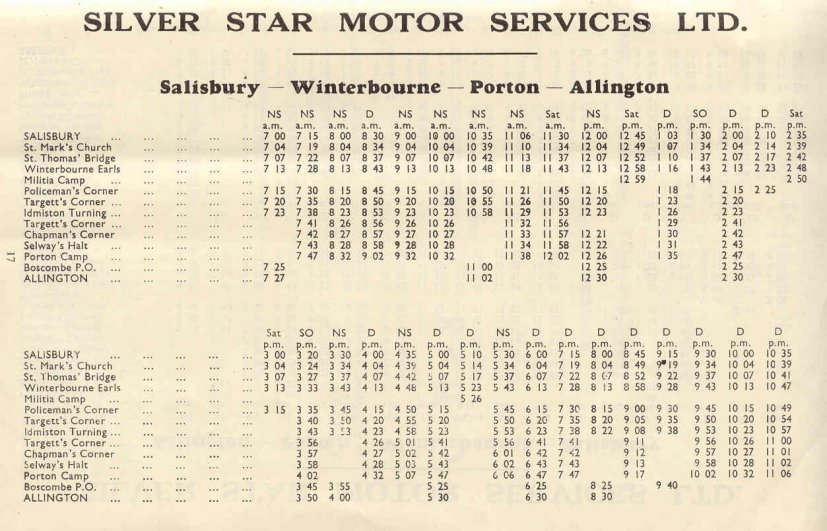 SILVER STAR MOTOR SERVICES LTD.
Salisbury — Winterbourne — Porton — Allington
NS NS NS D NS NS NS NS Sat NS Sat D SO D D Sat
a.m. a.m. a.m. a.m. a.m. a.m. a.m. a.m. a.m. p.m. p.m. p.m. p.m. p.m. p.m. p.m.
SALISBURY ... ... ... ... ... 7 00 7 15 8 00 8 30 9 00 10 00 10 35 11 06 11 30 12 00 12 45 1 03 1 30 2 00 2 10 2 35
St. Mark's Church ... ... ... ... 7 04 7 19 8 04 8 34 9 04 10 04 10 39 11 10 11 34 12 04 12 49 1 07 1 34 2 04 2 14 2 39
St. Thomas' Bridge ... ... ... ... 7 07 7 22 8 07 8 37 9 07 10 07 10 42 11 13 11 37 12 07 12 52 1 10 1 37 2 07 2 17 2 42
Winterbourne Earls ... ... ... ... 7 13 7 28 8 13 8 43 9 13 10 13 10 48 11 18 11 43 12 13 12 58 1 16 1 43 2 13 2 23 2 48
Militia Camp ... ... ... ... ... 12 59 1 44 2 50
Policeman's Corner ... ... ... ... 7 15 7 30 8 15 8 45 9 15 10 15 10 50 11 21 11 45 12 15 1 18 2 15 2 25
Targett's Corner ... ... ... ... ... 7 20 7 35 8 20 8 50 9 20 10 20 10 55 11 26 11 50 12 20 1 23 2 20
Idmiston Turning ... ... ... ... ... 7 23 7 38 8 23 8 53 9 23 10 23 10 58 11 29 11 53 12 23 1 26 2 23
Targett's Corner ... ... ... ... ... 7 41 8 26 8 56 9 26 10 26 11 32 11 56 1 29 2 41
Chapman's Corner ... ... ... ... 7 42 8 27 8 57 9 27 10 27 11 33 11 57 12 21 1 30 2 42
Selway's Halt ... ... ... ... ... 7 43 8 28 8 58 9 28 10 28 11 34 11 58 12 22 1 31 2 43
Porton Camp ... ... ... ... ... 7 47 8 32 9 02 9 32 10 32 11 38 12 02 12 26 1 35 2 47
Boscombe P.O. ... ... ... ... ... 7 25 11 00 12 25 2 25
ALLINGTON ... ... ... ... ... 7 27 11 02 12 30 2 30
17
Sat SO NS D NS D D NS D D D D D D D D
p.m. p.m. p.m. p.m. p.m. p.m. p.m. p.m. p.m. p.m. p.m. p.m. p.m. p.m. p.m. p.m.
SALISBURY ... ... ... ... ... 3 00 3 20 3 30 4 00 4 35 5 00 5 10 5 30 6 00 7 15 8 00 8 45 9 15 9 30 10 00 10 35
St. Mark's Church ... ... ... ... 3 04 3 24 3 34 4 04 4 39 5 04 5 14 5 34 6 04 7 19 8 04 8 49 9 19 9 34 10 04 10 39
St. Thomas' Bridge ... ... ... ... 3 07 3 27 3 37 4 07 4 42 5 07 5 17 5 37 6 07 7 22 8 07 8 52 9 22 9 37 10 07 10 41
Winterbourne Earls ... ... ... ... 3 13 3 33 3 43 4 13 4 48 5 13 5 23 5 43 6 13 7 28 8 13 8 58 9 28 9 43 10 13 10 47
Militia Camp ... ... ... ... ... 5 26
Policeman's Corner ... ... ... ... 3 15 3 35 3 45 4 15 4 50 5 15 5 45 6 15 7 30 8 15 9 00 9 30 9 45 10 15 10 49
Targett's Corner ... ... ... ... ... 3 40 3 50 4 20 4 55 5 20 5 50 6 20 7 35 8 20 9 05 9 35 9 50 10 20 10 54
Idmiston Turning ... ... ... ... ... 3 43 3 53 4 23 4 58 5 23 5 53 6 23 7 38 8 22 9 08 9 38 9 53 10 23 10 57
Targett's Corner ... ... ... ... ... 3 56 4 26 5 01 5 41 5 56 6 41 7 41 9 11 9 56 10 26 11 00
Chapman's Corner ... ... ... ... 3 57 4 27 5 02 5 42 6 01 6 42 7 42 9 12 9 57 10 27 11 01
Selway's Halt ... ... ... ... ... 3 58 4 28 5 03 5 43 6 02 6 43 7 43 9 13 9 58 10 28 11 02
Porton Camp ... ... ... ... ... 4 02 4 32 5 07 5 47 6 06 6 47 7 47 9 17 10 02 10 32 11 06
Boscombe P.O. ... ... ... ... ... 3 45 3 55 5 25 6 25 8 25 9 40
ALLINGTON ... ... ... ... ... 3 50 4 00 5 30 6 30 8 30